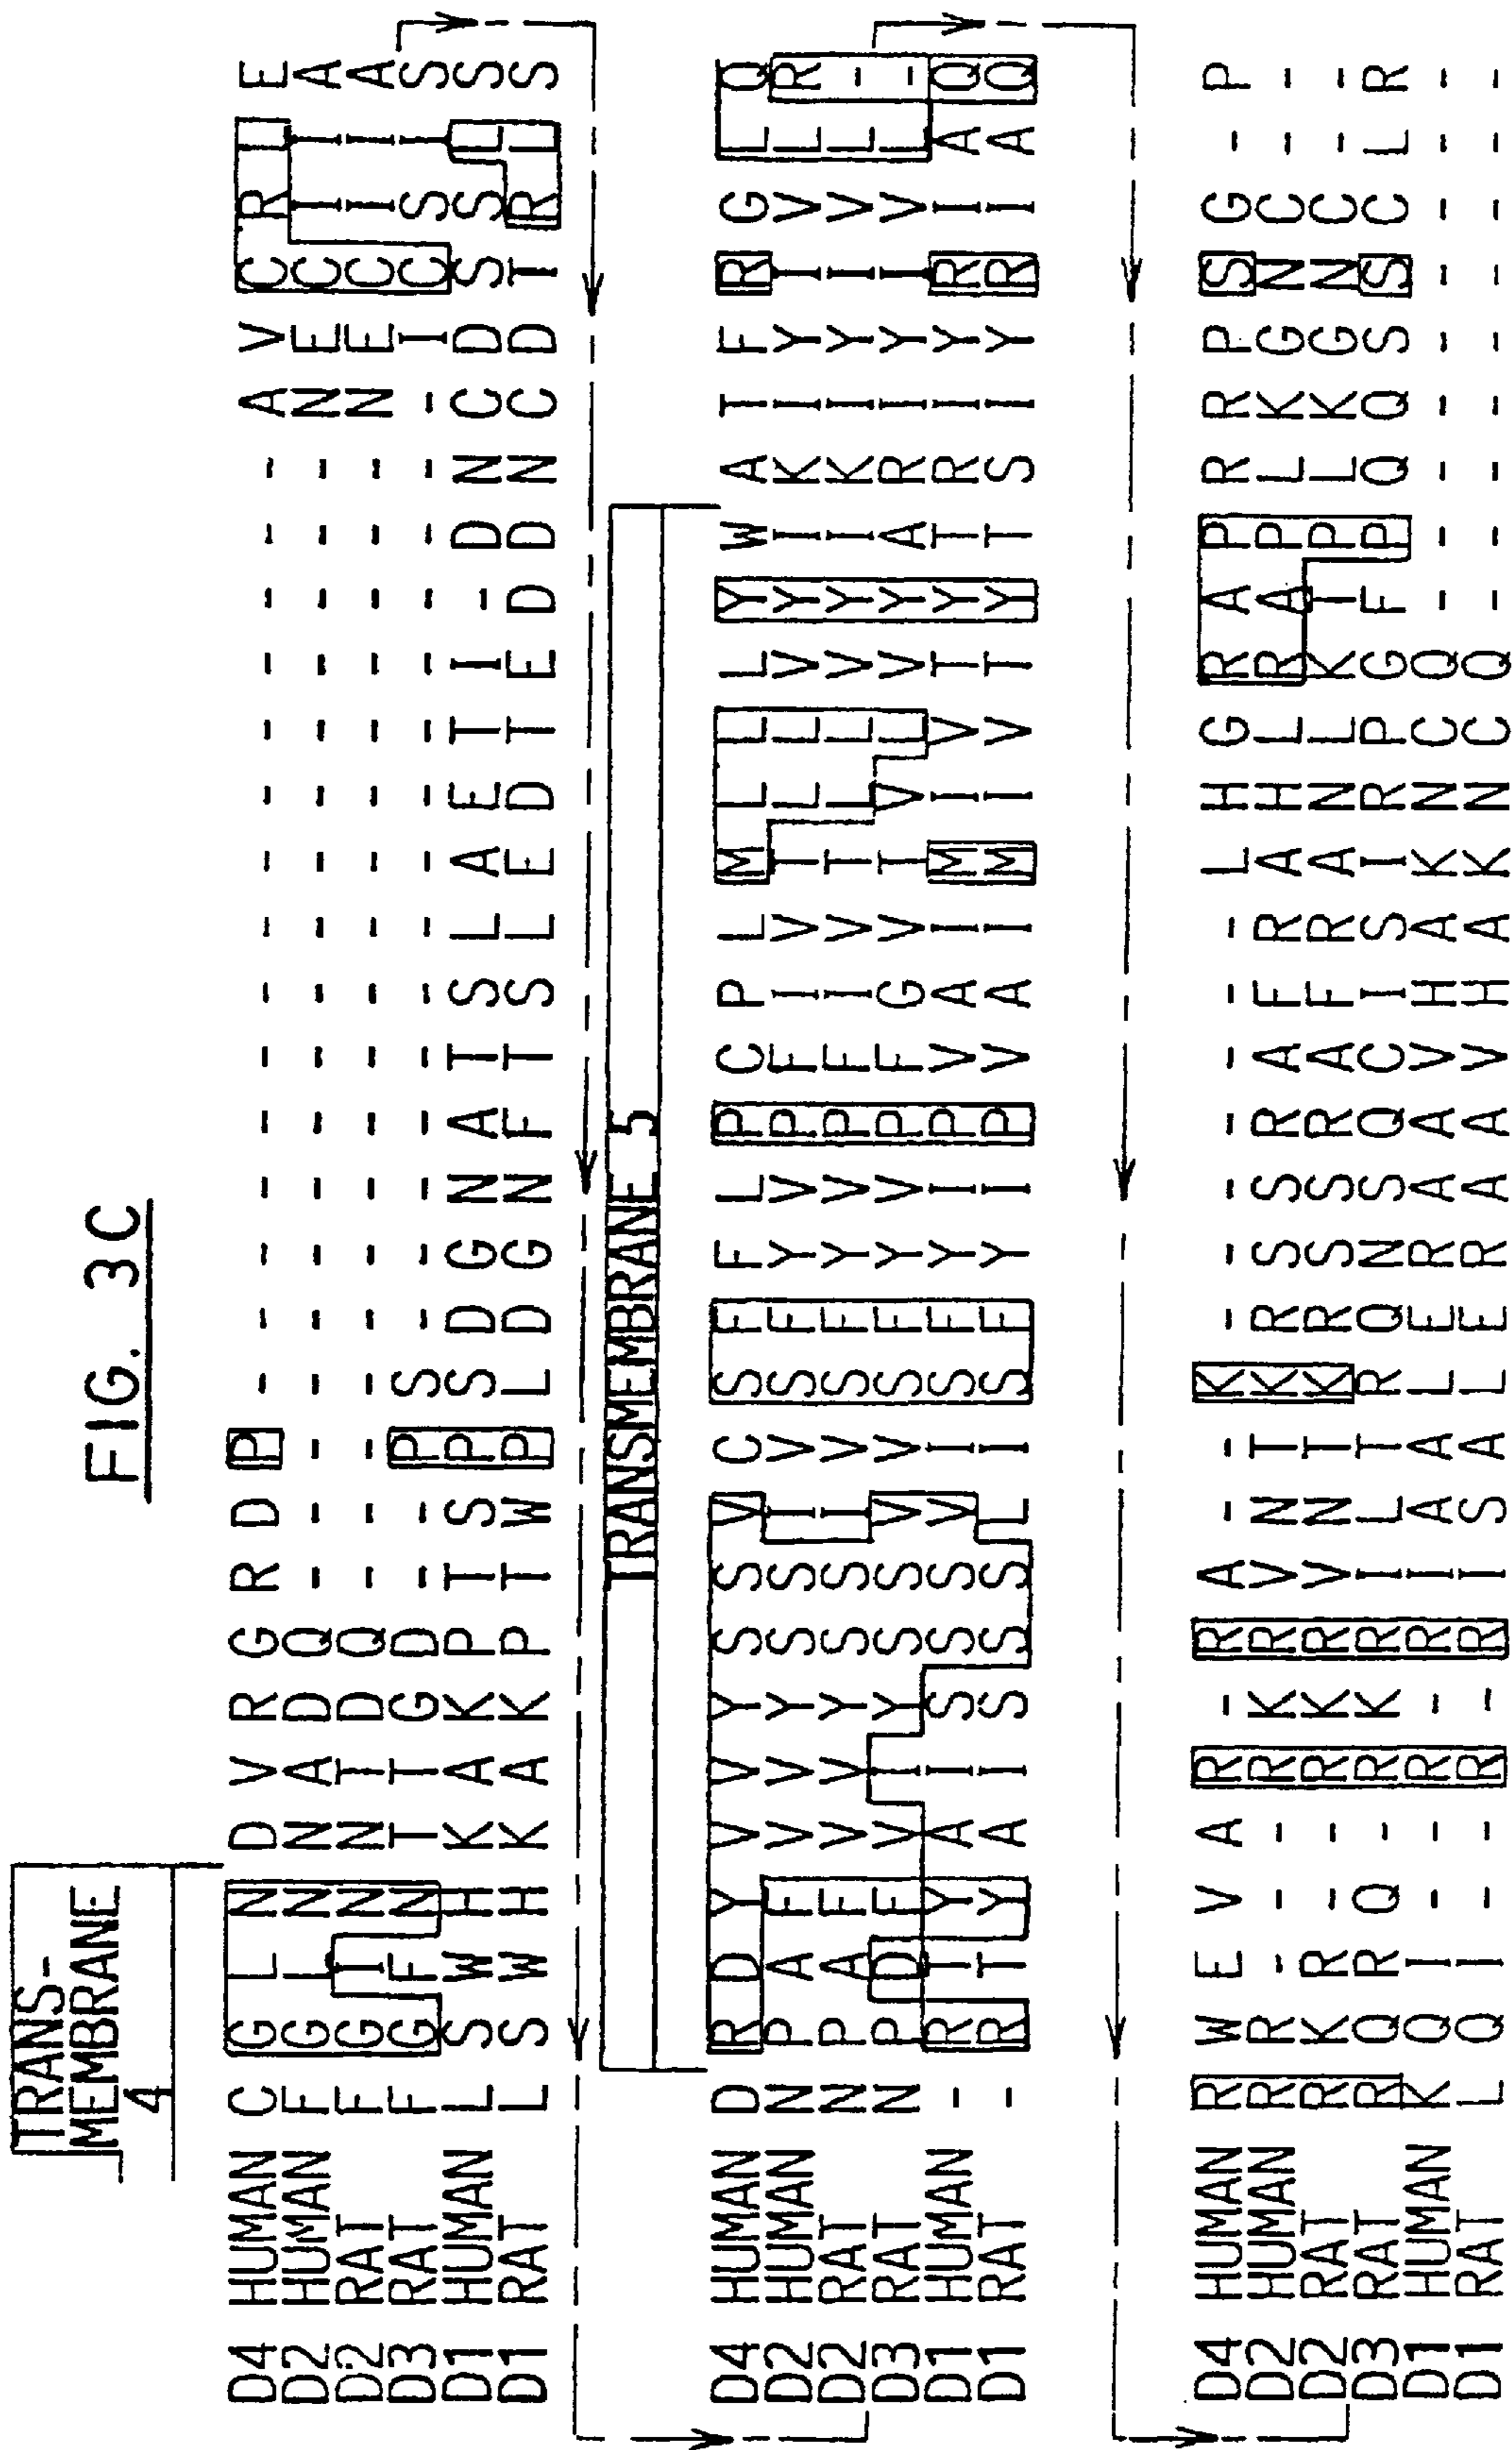 FIG. 3C
TRANS-
MEMBRANE
4
D4 HUMAN C G L N D V R G R D P - - - - - - - - - - - - - - - A V C R L E
D2 HUMAN F G L N N A D Q - - - - - - - - - - - - - - - - - - N E C I I A
D2 RAT F G I N N T D Q - - - - - - - - - - - - - - - - - - N E C I I A
D3 RAT F G F N T T G D - - P S - - - - - - - - - - - - - - - I C S I S
D1 HUMAN L S W H K A K P T S P S D G N A T S L A E T I - D N C D S S L S
D1 RAT L S W H K A K P T W P L D G N F T S L E D T E D D N C D T R L S
TRANSMEMBRANE 5
D4 HUMAN D R D Y V V Y S S V C S F F L P C P L M L L L Y W A T F R G L Q
D2 HUMAN N P A F V V Y S S I V S F Y V P F I V T L L V Y I K I Y I V L R
D2 RAT N P A F V V Y S S I V S F Y V P F I V T L L V Y I K I Y I V L -
D3 RAT N P D F V I Y S S V V S F Y V P F G V T V L V Y A R I Y I V L -
D1 HUMAN - R T Y A I S S S V I S F Y I P V A I M I V T Y T R I Y R I A Q
D1 RAT - R T Y A I S S S L I S F Y I P V A I M I V T Y T S I Y R I A Q
D4 HUMAN R W E V A R - R A - - K - - - - - - - L H G R A P R R P S G - P
D2 HUMAN R R - - - R K R V N T K R S S R A F R A H L R A P L K G N C - -
D2 RAT R K R - - R K R V N T K R S S R A F R A N L K T P L K G N C - -
D3 RAT R Q R Q - R K R I L T R Q N S Q C I S I R P G F P Q Q S S C L R
D1 HUMAN K Q I - - R - R I A A L E R A A V H A K N C Q - - - - - - - - -
D1 RAT L Q I - - R - R I S A L E R A A V H A K N C Q - - - - - - - - -